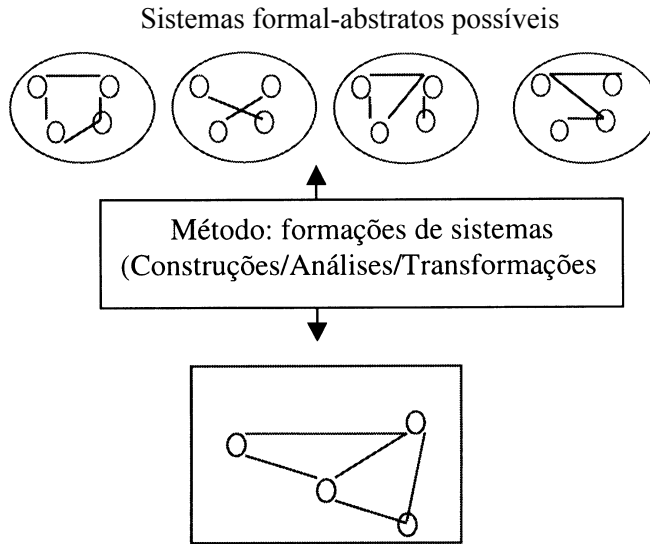 Sistemas formal-abstratos possíveis
Método: formações de sistemas
(Construções/Análises/Transformações